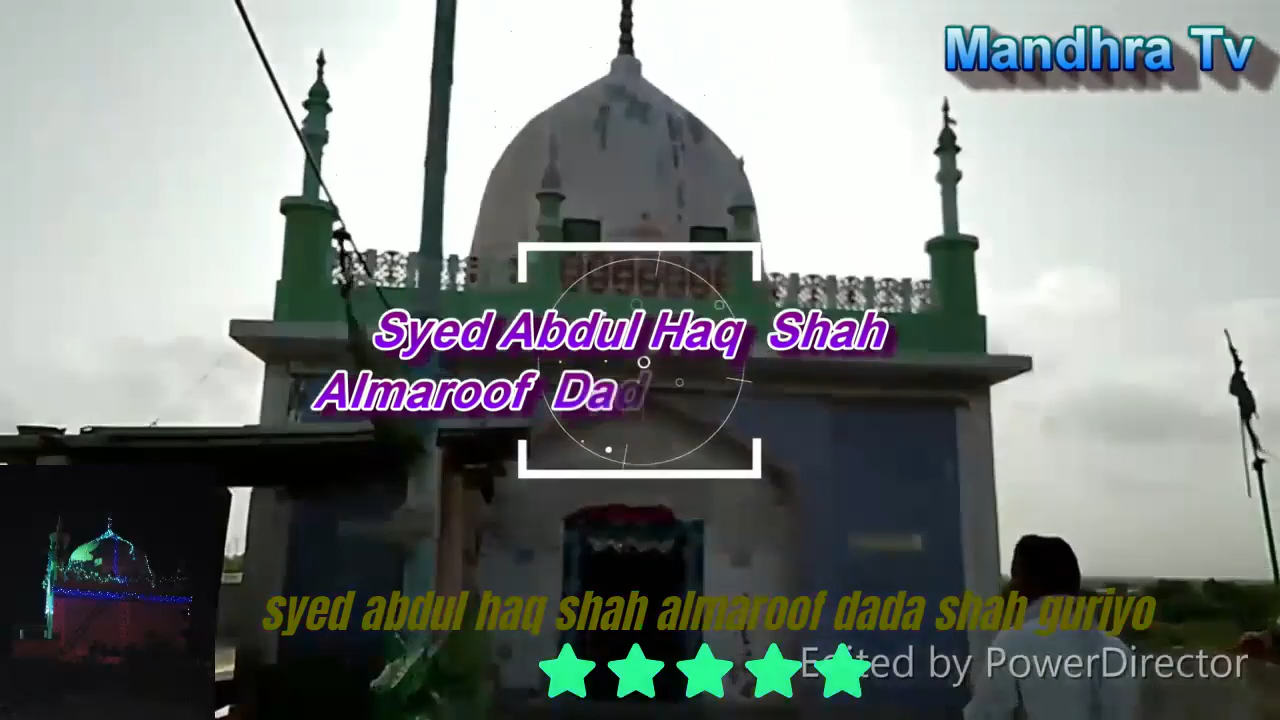 Mandhra Tv
Syed Abdul Haq Shah
Almaroof Dad
syed abdul haq shah almaroof dada shah guriyo
Edited by PowerDirector